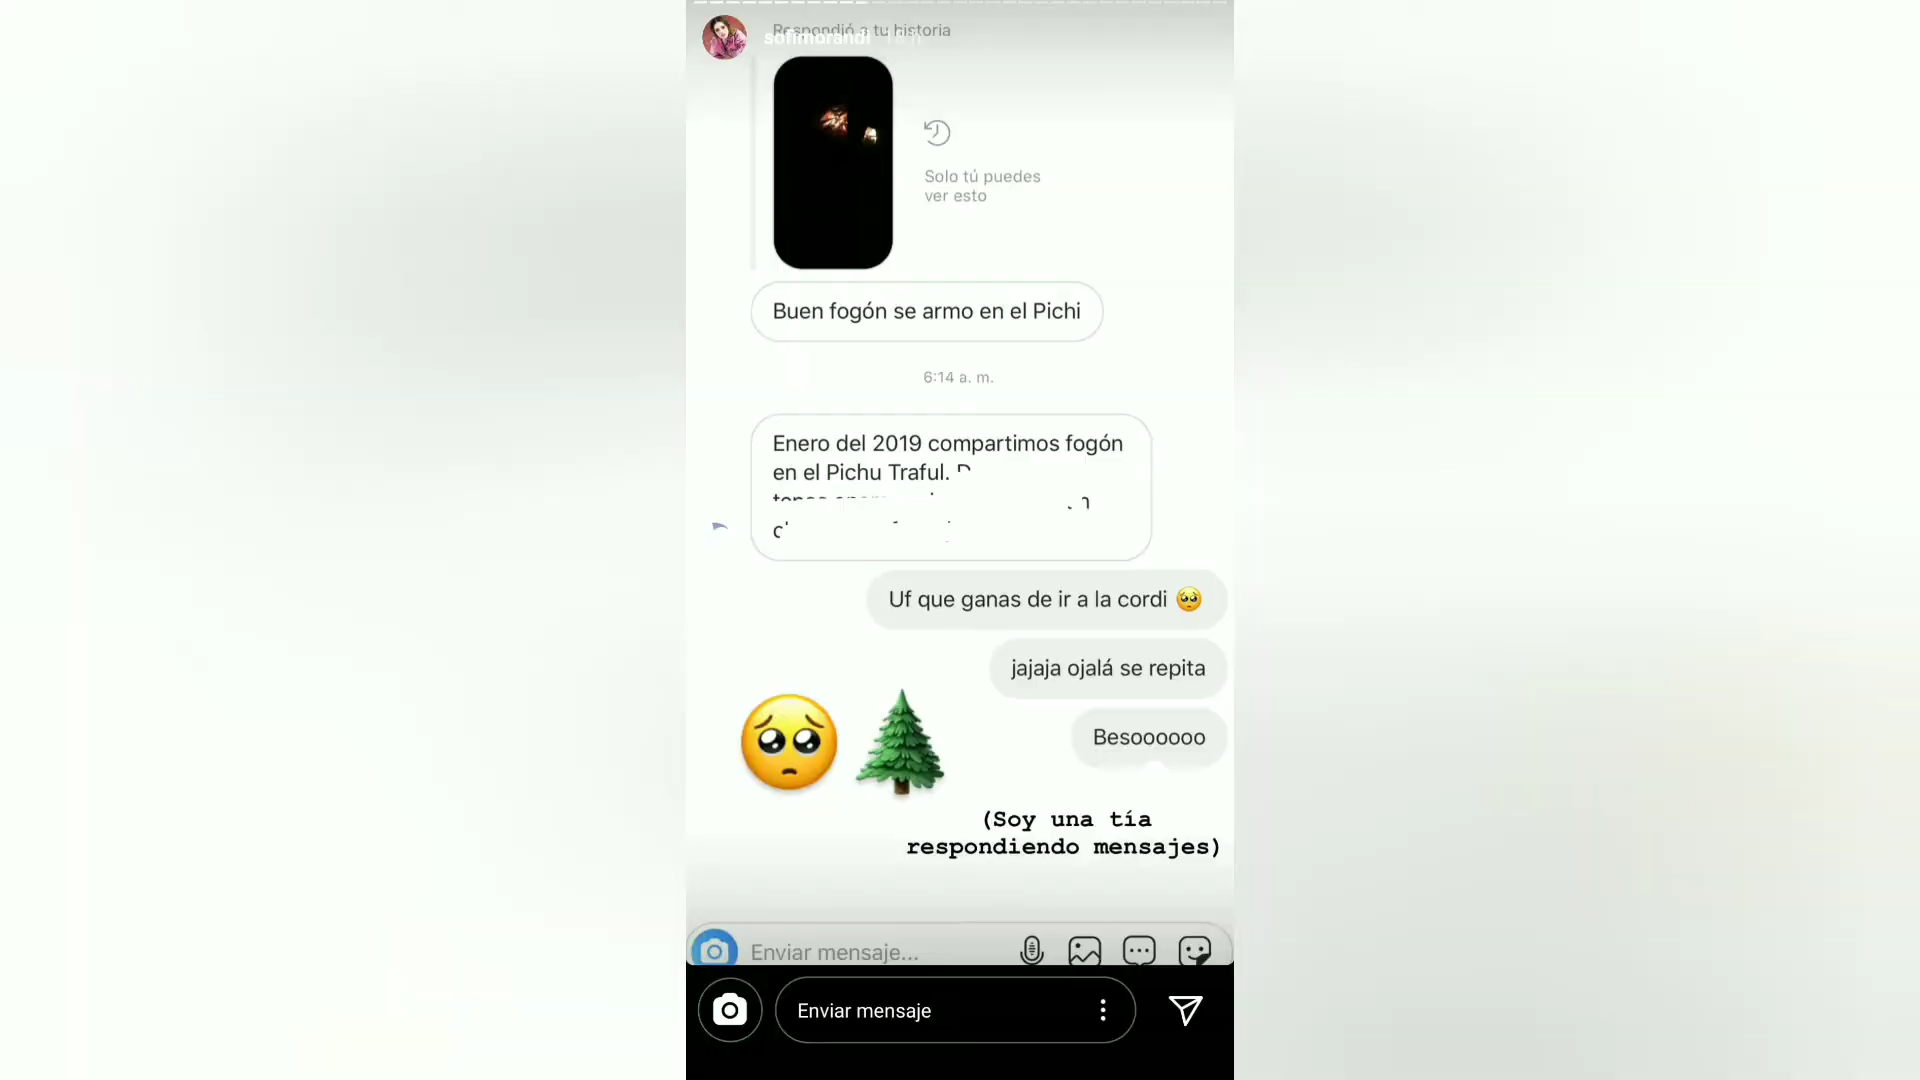 Respondió a tu historia
sofimorandi
Solo tú puedes
ver esto
Buen fogón se armo en el Pichi
6:14 a. m.
Enero del 2019 compartimos fogón
en el Pichu Traful.
Uf que ganas de ir a la cordi 🥺
jajaja ojalá se repita
Besoooooo
(Soy una tía
respondiendo mensajes)
Enviar mensaje...
Enviar mensaje